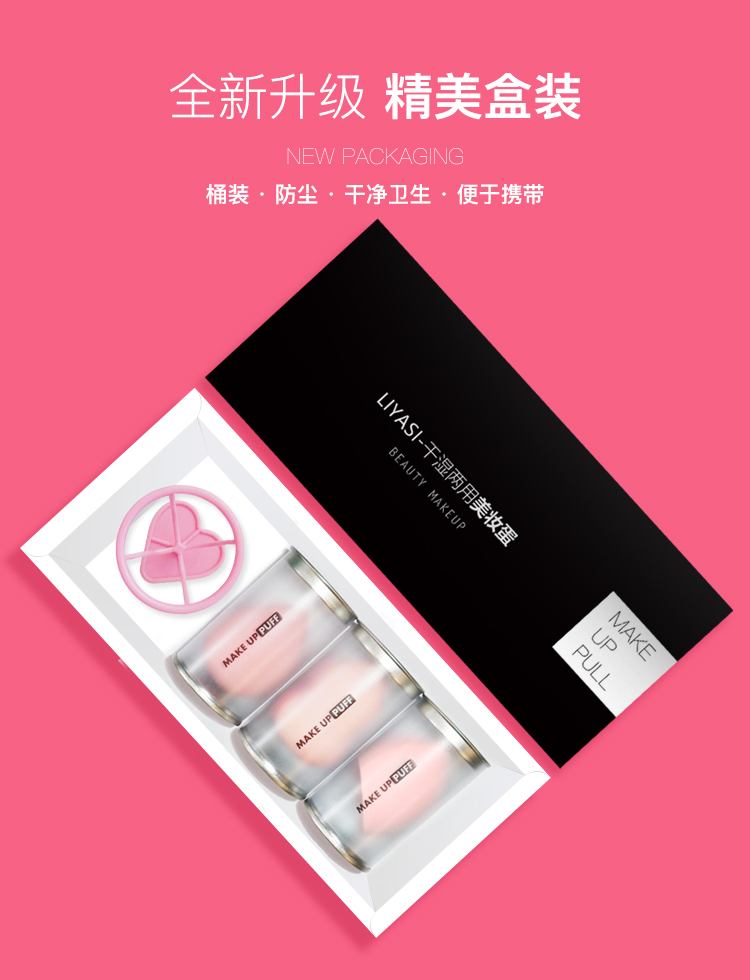 全新升级 精美盒装
NEW PACKAGING
桶装 · 防尘 · 干净卫生 · 便于携带
LIYASI-干湿两用美妆蛋
BEAUTY MAKEUP
MAKE
UP
PULL
MAKE UP PUFF
MAKE UP PUFF
MAKE UP PUFF